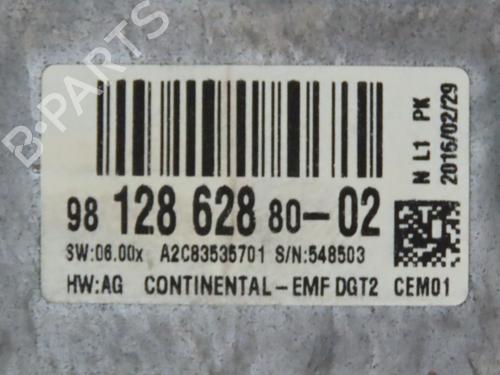 B-PARTS
98 128 628 80-02
SW:06.00x A2C83535701 S/N:548503
HW:AG CONTINENTAL-EMF DGT2 CEM01
N L1 PK
2016/02/29